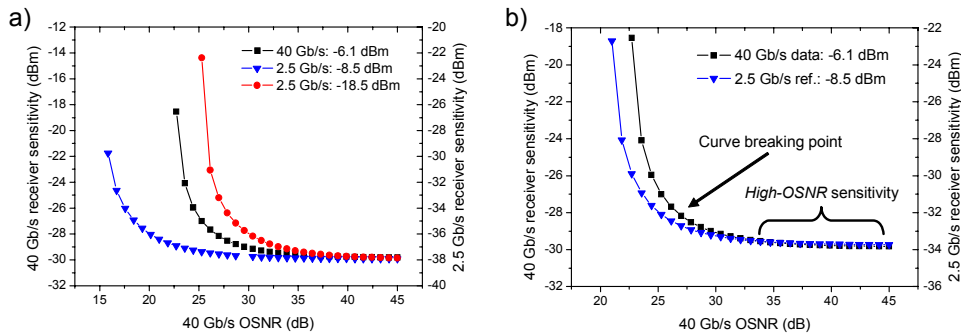 a)
40 Gb/s receiver sensitivity (dBm)
-12
-14
-16
-18
-20
-22
-24
-26
-28
-30
-32
15 20 25 30 35 40 45
40 Gb/s OSNR (dB)
40 Gb/s: -6.1 dBm
2.5 Gb/s: -8.5 dBm
2.5 Gb/s: -18.5 dBm
-20
-22
-24
-26
-28
-30
-32
-34
-36
-38
-40
2.5 Gb/s receiver sensitivity (dBm)
b)
40 Gb/s receiver sensitivity (dBm)
-18
-20
-22
-24
-26
-28
-30
-32
20 25 30 35 40 45
40 Gb/s OSNR (dB)
40 Gb/s data: -6.1 dBm
2.5 Gb/s ref.: -8.5 dBm
Curve breaking point
High-OSNR sensitivity
-22
-24
-26
-28
-30
-32
-34
-36
2.5 Gb/s receiver sensitivity (dBm)